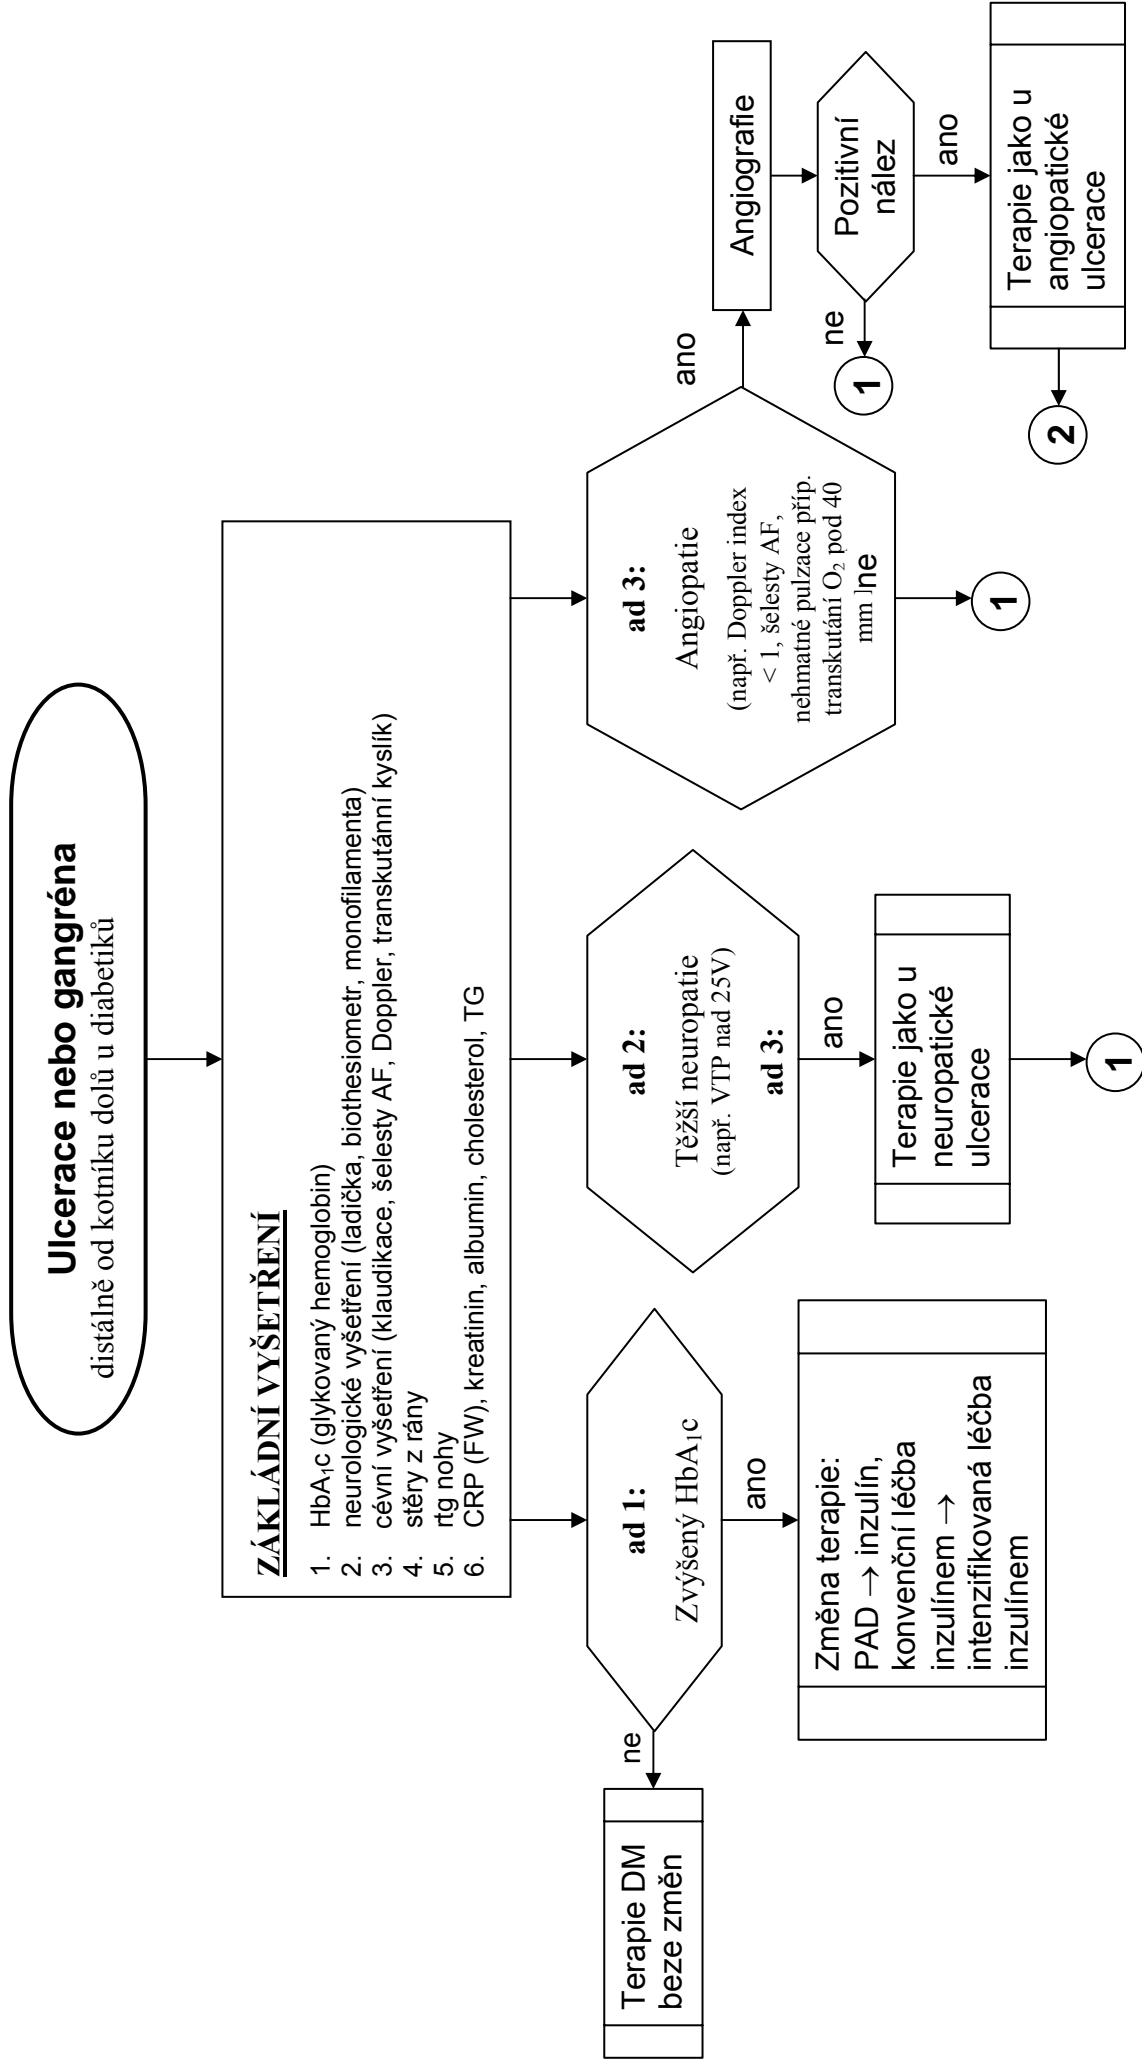 Ulcerace nebo gangréna
distálně od kotníku dolů u diabetiků
ZÁKLÁDNÍ VYŠETŘENÍ
1. HbA₁c (glykovaný hemoglobin)
2. neurologické vyšetření (ladička, biothesiometr, monofilamenta)
3. cévní vyšetření (klaudikace, šelesty AF, Doppler, transkutánní kyslík)
4. stěry z rány
5. rtg nohy
6. CRP (FW), kreatinin, albumin, cholesterol, TG
ad 1:
Zvýšený HbA₁c
ne
Terapie DM
beze změn
ano
Změna terapie:
PAD → inzulín,
konvenční léčba
inzulínem →
intenzifikovaná léčba
inzulínem
ad 2:
Těžší neuropatie
(např. VTP nad 25V)
ad 3:
ano
Terapie jako u
neuropatické
ulcerace
1
ad 3:
Angiopatie
(např. Doppler index
< 1, šelesty AF,
nehmatné pulzace příp.
transkutání O₂ pod 40
mm ne
1
ano
Angiografie
Pozitivní
nález
ne
1
ano
Terapie jako u
angiopatické
ulcerace
2